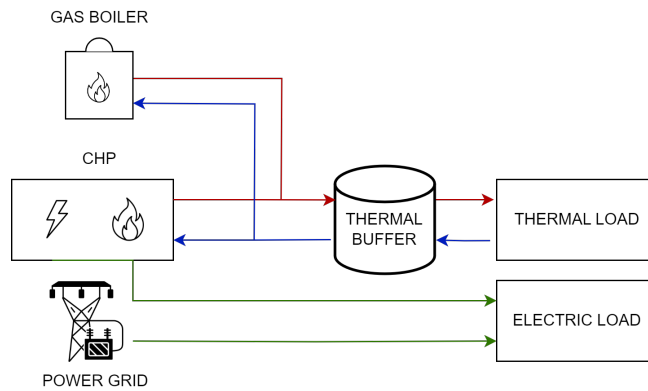 GAS BOILER
CHP
THERMAL
BUFFER
THERMAL LOAD
ELECTRIC LOAD
POWER GRID